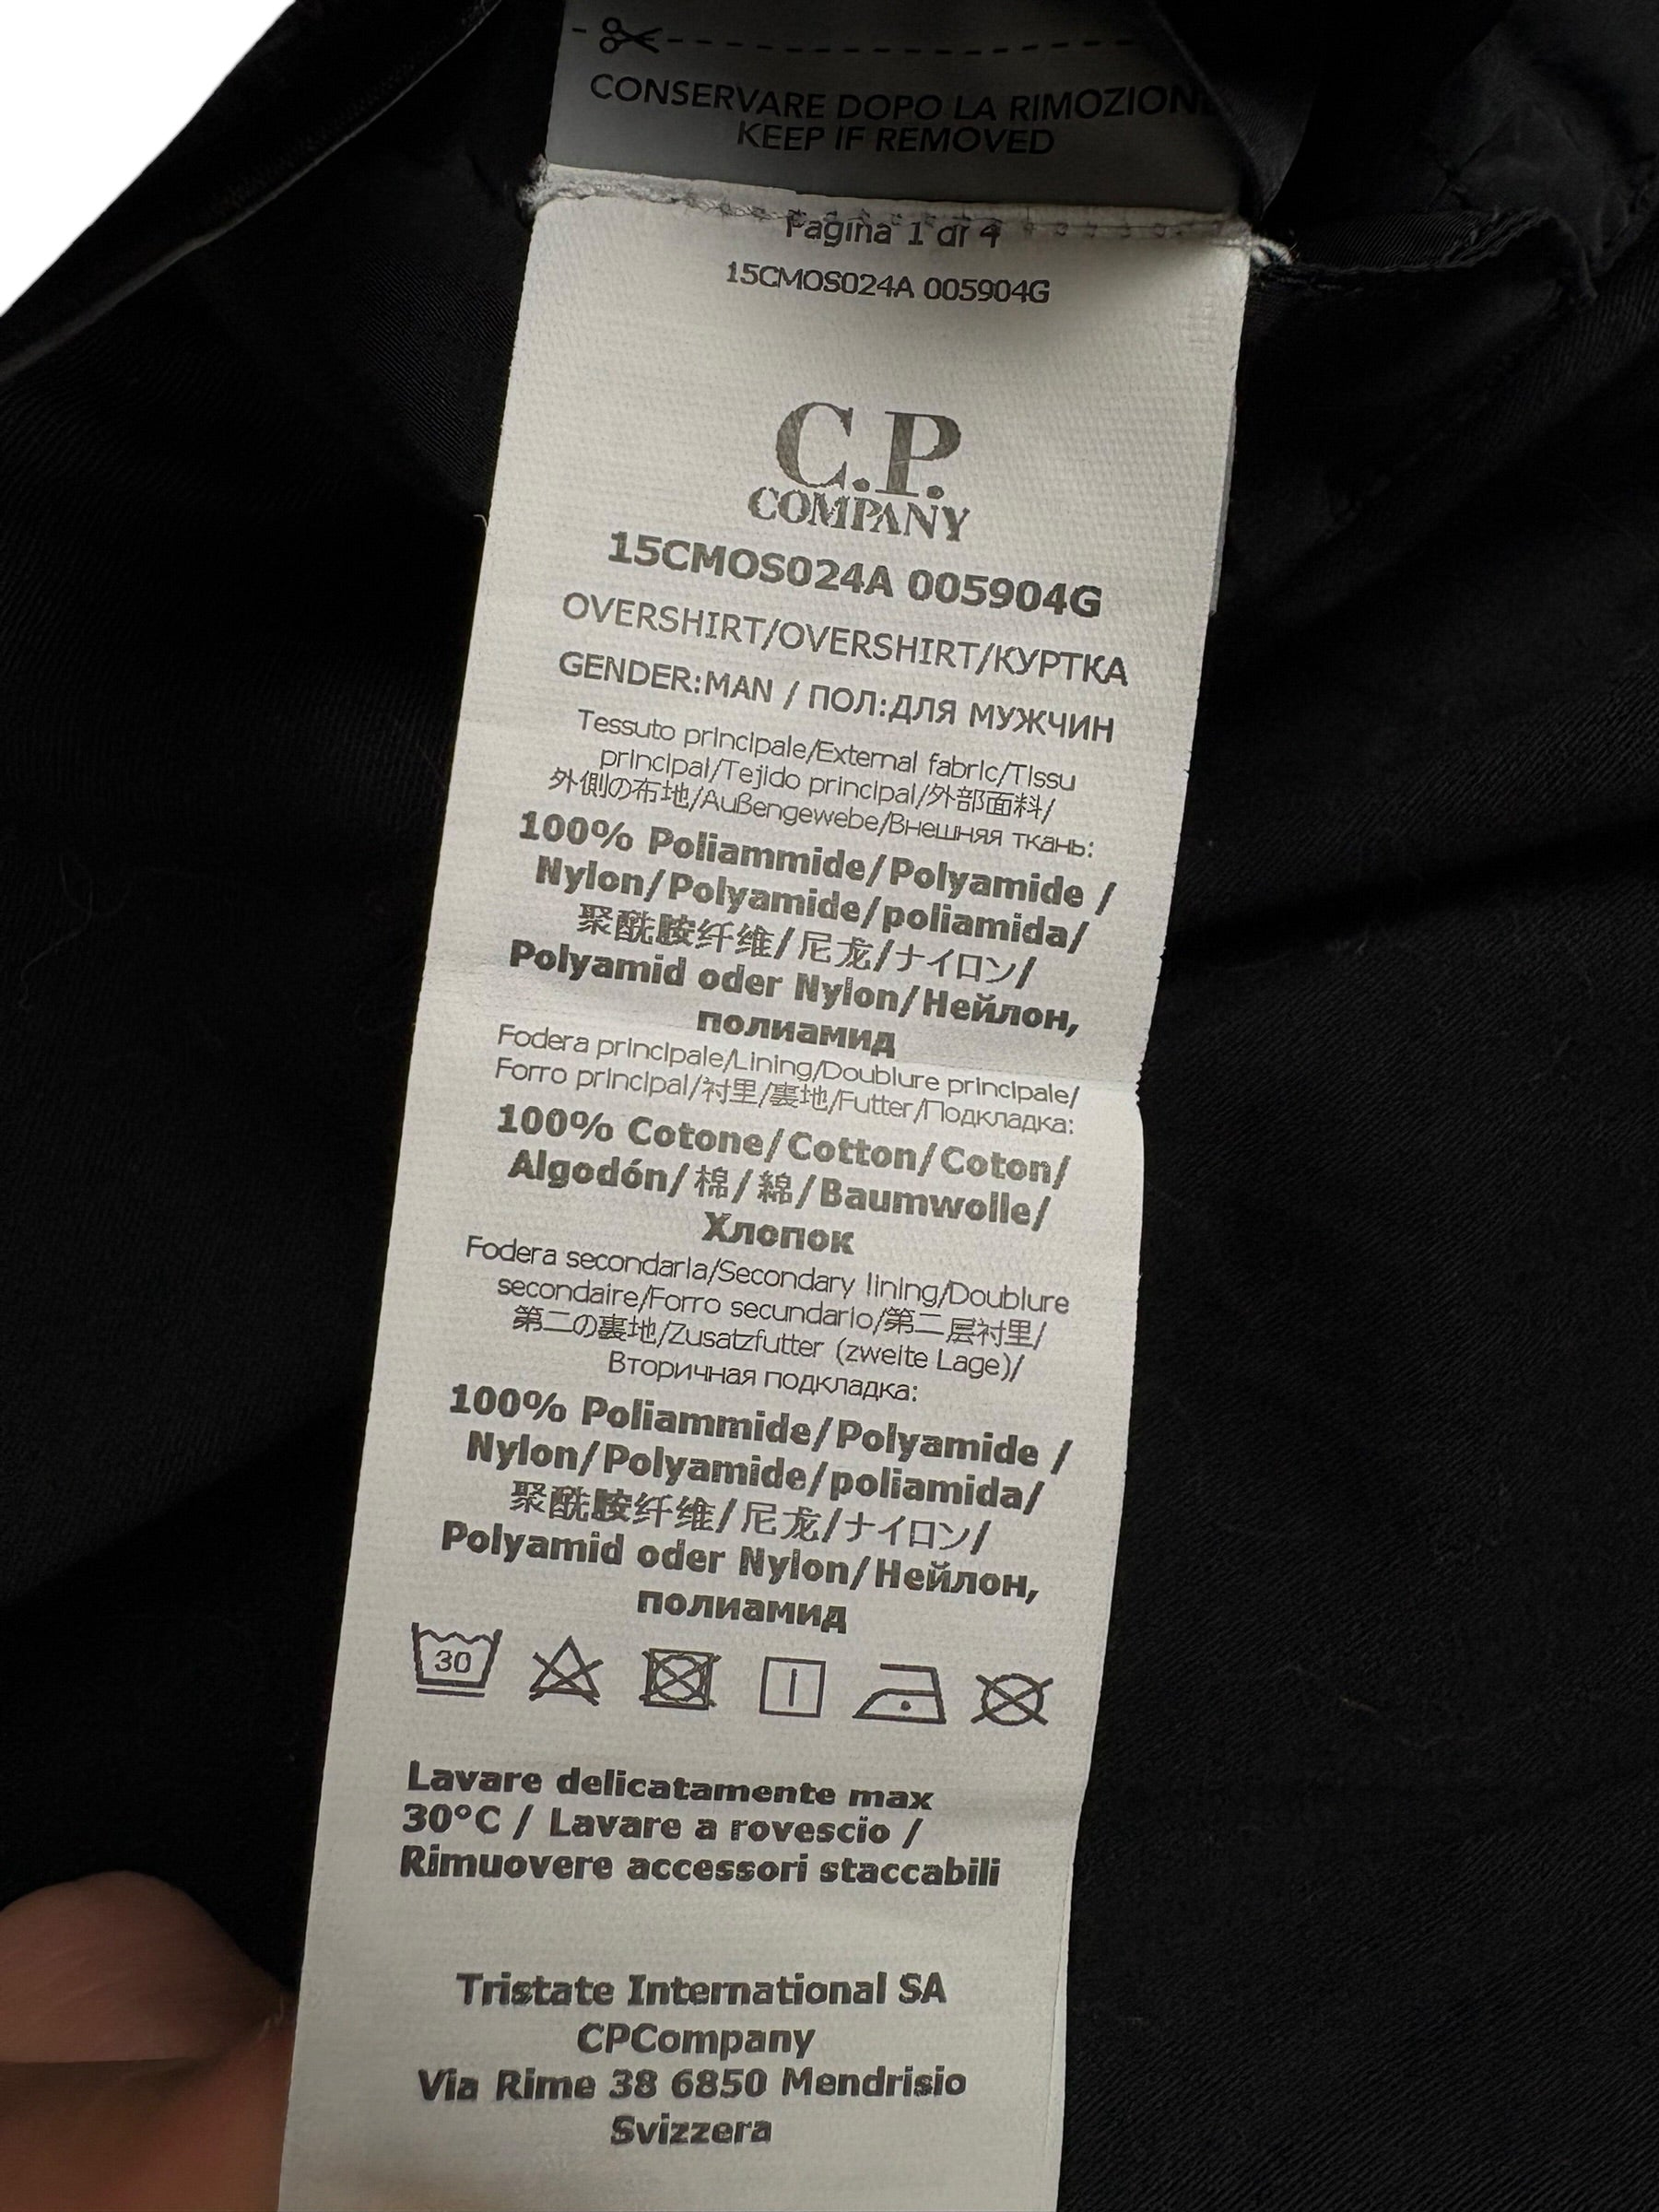 CONSERVARE DOPO LA RIMOZIONE
KEEP IF REMOVED
Pagina 1 di 4
15CMOS024A 005904G
C.P.
COMPANY
15CMOS024A 005904G
OVERSHIRT/OVERSHIRT/КУРТКА
GENDER:MAN / ПОЛ:ДЛЯ МУЖЧИН
Tessuto principale/External fabric/Tissu
principal/Tejido principal/外部面料/
外側の布地/Außengewebe/Внешняя ткань:
100% Poliammide/Polyamide /
Nylon/Polyamide/poliamida/
聚酰胺纤维/尼龙/ナイロン/
Polyamid oder Nylon/Нейлон,
полиамид
Fodera principale/Lining/Doublure principale/
Forro principal/衬里/裏地/Futter/Подкладка:
100% Cotone/Cotton/Coton/
Algodón/棉/綿/Baumwolle/
Хлопок
Fodera secondaria/Secondary lining/Doublure
secondaire/Forro secundario/第二层衬里/
第二の裏地/Zusatzfutter (zweite Lage)/
Вторичная подкладка:
100% Poliammide/Polyamide /
Nylon/Polyamide/poliamida/
聚酰胺纤维/尼龙/ナイロン/
Polyamid oder Nylon/Нейлон,
полиамид
30
Lavare delicatamente max
30°C / Lavare a rovescio /
Rimuovere accessori staccabili
Tristate International SA
CPCompany
Via Rime 38 6850 Mendrisio
Svizzera